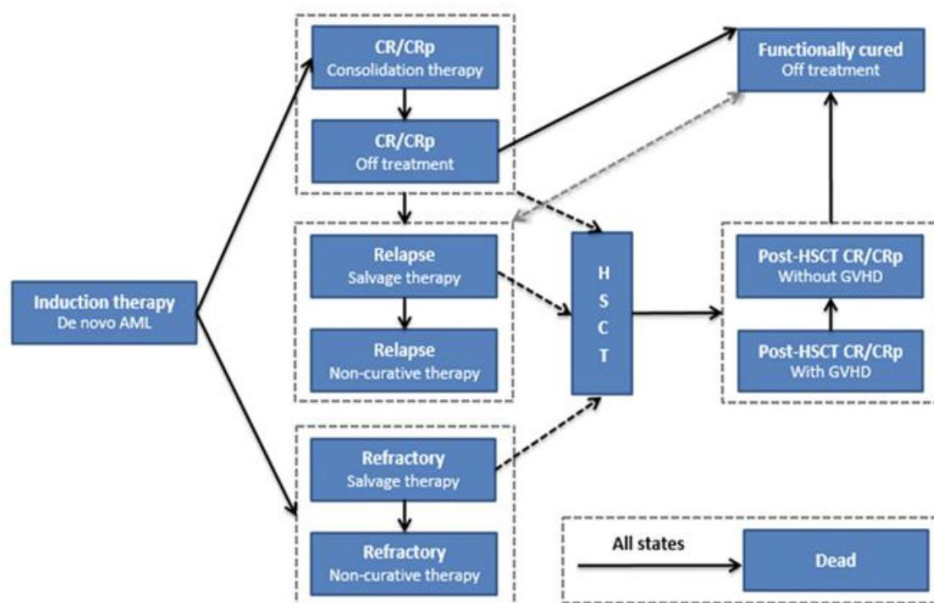 CR/CRp
Consolidation therapy
Functionally cured
Off treatment
CR/CRp
Off treatment
Relapse
Salvage therapy
H
S
C
T
Post-HSCT CR/CRp
Without GVHD
Induction therapy
De novo AML
Relapse
Non-curative therapy
Post-HSCT CR/CRp
With GVHD
Refractory
Salvage therapy
Refractory
Non-curative therapy
All states
Dead